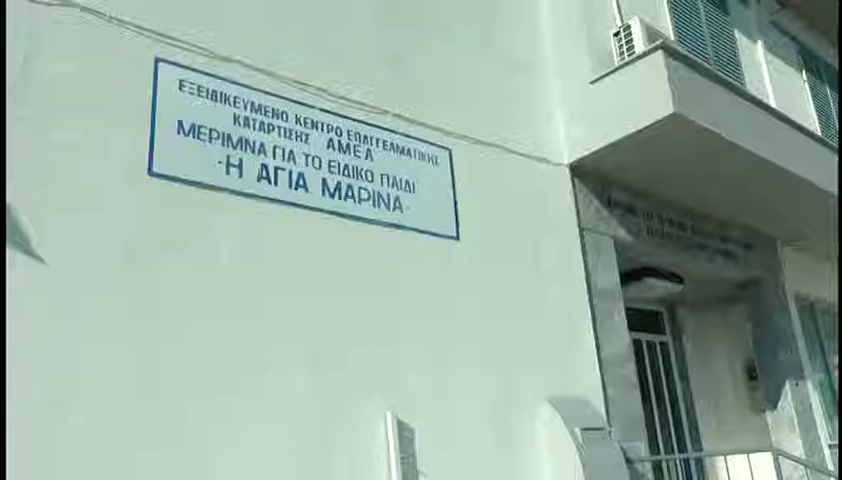 ΕΞΕΙΔΙΚΕΥΜΕΝΟ ΚΕΝΤΡΟ ΕΠΑΓΓΕΛΜΑΤΙΚΗΣ
ΚΑΤΑΡΤΙΣΗΣ ΑΜΕΑ
ΜΕΡΙΜΝΑ ΓΙΑ ΤΟ ΕΙΔΙΚΟ ΠΑΙΔΙ
·Η ΑΓΙΑ ΜΑΡΙΝΑ·